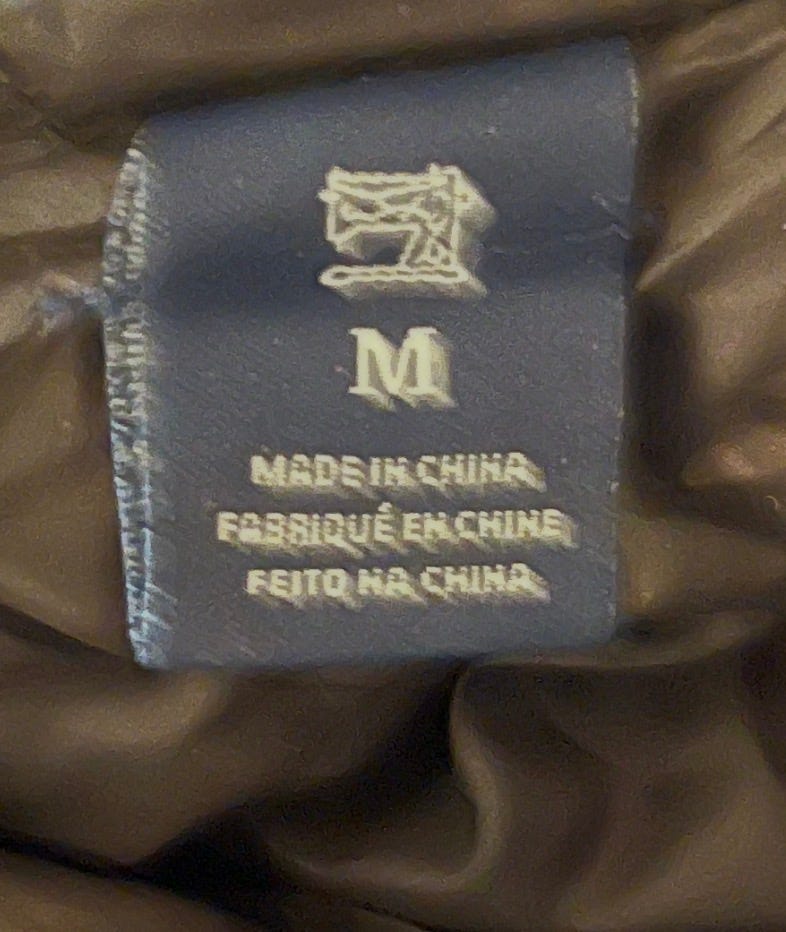 M
MADE IN CHINA
FABRIQUÉ EN CHINE
FEITO NA CHINA